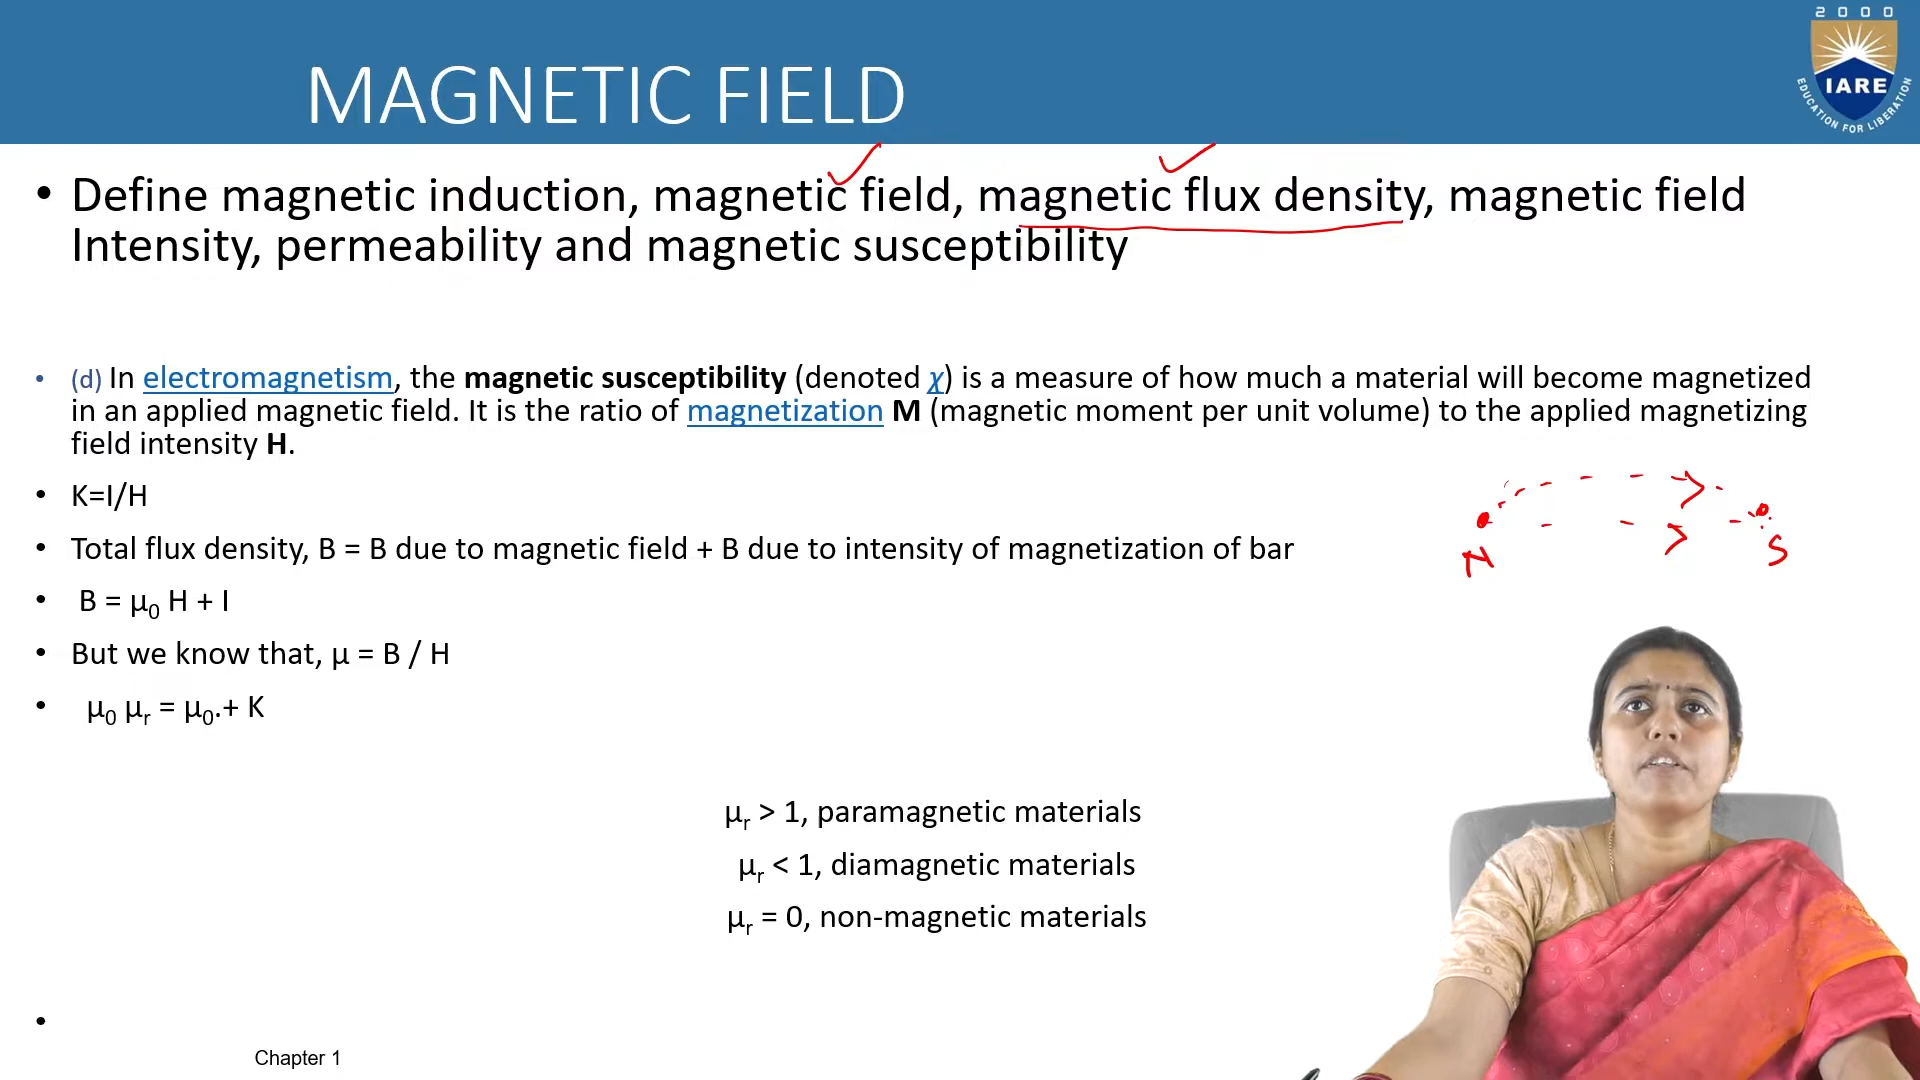 2000
IARE
EDUCATION FOR LIBERATION
MAGNETIC FIELD
• Define magnetic induction, magnetic field, magnetic flux density, magnetic field
Intensity, permeability and magnetic susceptibility
• (d) In electromagnetism, the magnetic susceptibility (denoted χ) is a measure of how much a material will become magnetized
in an applied magnetic field. It is the ratio of magnetization M (magnetic moment per unit volume) to the applied magnetizing
field intensity H.
• K=I/H
• Total flux density, B = B due to magnetic field + B due to intensity of magnetization of bar
• B = μ₀ H + I
• But we know that, μ = B / H
• μ₀ μᵣ = μ₀.+ K
N
S
μᵣ > 1, paramagnetic materials
μᵣ < 1, diamagnetic materials
μᵣ = 0, non-magnetic materials
•
Chapter 1